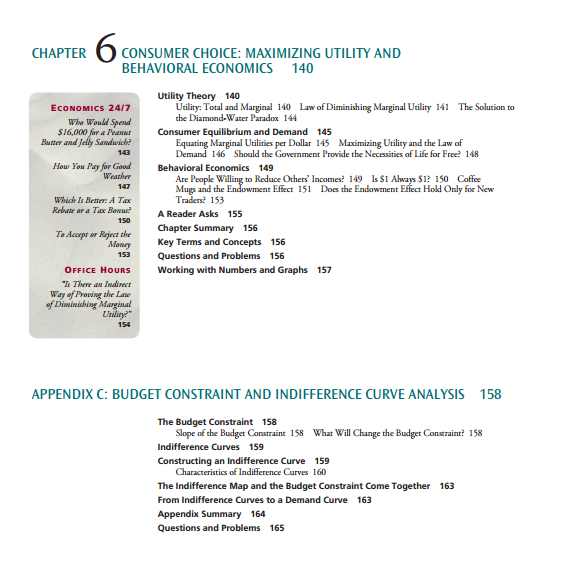 CHAPTER 6 CONSUMER CHOICE: MAXIMIZING UTILITY AND
BEHAVIORAL ECONOMICS 140
ECONOMICS 24/7
Who Would Spend
$16,000 for a Peanut
Butter and Jelly Sandwich?
143
How You Pay for Good
Weather
147
Which Is Better: A Tax
Rebate or a Tax Bonus?
150
To Accept or Reject the
Money
153
OFFICE HOURS
"Is There an Indirect
Way of Proving the Law
of Diminishing Marginal
Utility?"
154
Utility Theory 140
Utility: Total and Marginal 140 Law of Diminishing Marginal Utility 141 The Solution to
the Diamond-Water Paradox 144
Consumer Equilibrium and Demand 145
Equating Marginal Utilities per Dollar 145 Maximizing Utility and the Law of
Demand 146 Should the Government Provide the Necessities of Life for Free? 148
Behavioral Economics 149
Are People Willing to Reduce Others' Incomes? 149 Is $1 Always $1? 150 Coffee
Mugs and the Endowment Effect 151 Does the Endowment Effect Hold Only for New
Traders? 153
A Reader Asks 155
Chapter Summary 156
Key Terms and Concepts 156
Questions and Problems 156
Working with Numbers and Graphs 157
APPENDIX C: BUDGET CONSTRAINT AND INDIFFERENCE CURVE ANALYSIS 158
The Budget Constraint 158
Slope of the Budget Constraint 158 What Will Change the Budget Constraint? 158
Indifference Curves 159
Constructing an Indifference Curve 159
Characteristics of Indifference Curves 160
The Indifference Map and the Budget Constraint Come Together 163
From Indifference Curves to a Demand Curve 163
Appendix Summary 164
Questions and Problems 165